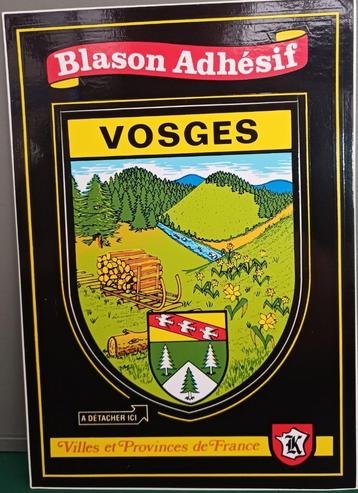 Blason Adhésif
VOSGES
A DÉTACHER ICI
Villes et Provinces de France
K